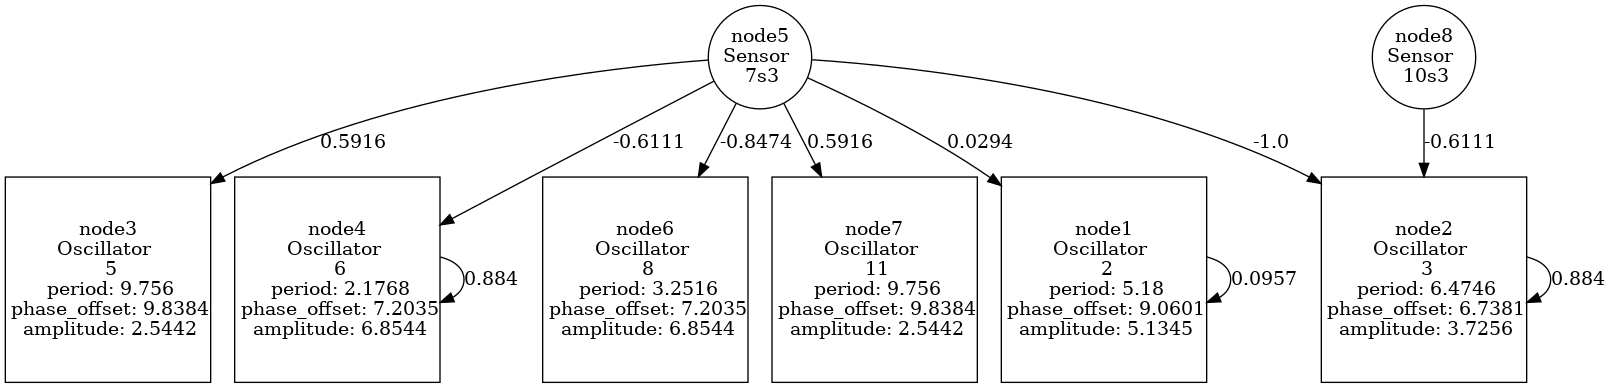 node5
Sensor
7s3
node8
Sensor
10s3
0.5916
-0.6111
-0.8474
0.5916
0.0294
-1.0
-0.6111
node3
Oscillator
5
period: 9.756
phase_offset: 9.8384
amplitude: 2.5442
node4
Oscillator
6
period: 2.1768
phase_offset: 7.2035
amplitude: 6.8544
0.884
node6
Oscillator
8
period: 3.2516
phase_offset: 7.2035
amplitude: 6.8544
node7
Oscillator
11
period: 9.756
phase_offset: 9.8384
amplitude: 2.5442
node1
Oscillator
2
period: 5.18
phase_offset: 9.0601
amplitude: 5.1345
0.0957
node2
Oscillator
3
period: 6.4746
phase_offset: 6.7381
amplitude: 3.7256
0.884